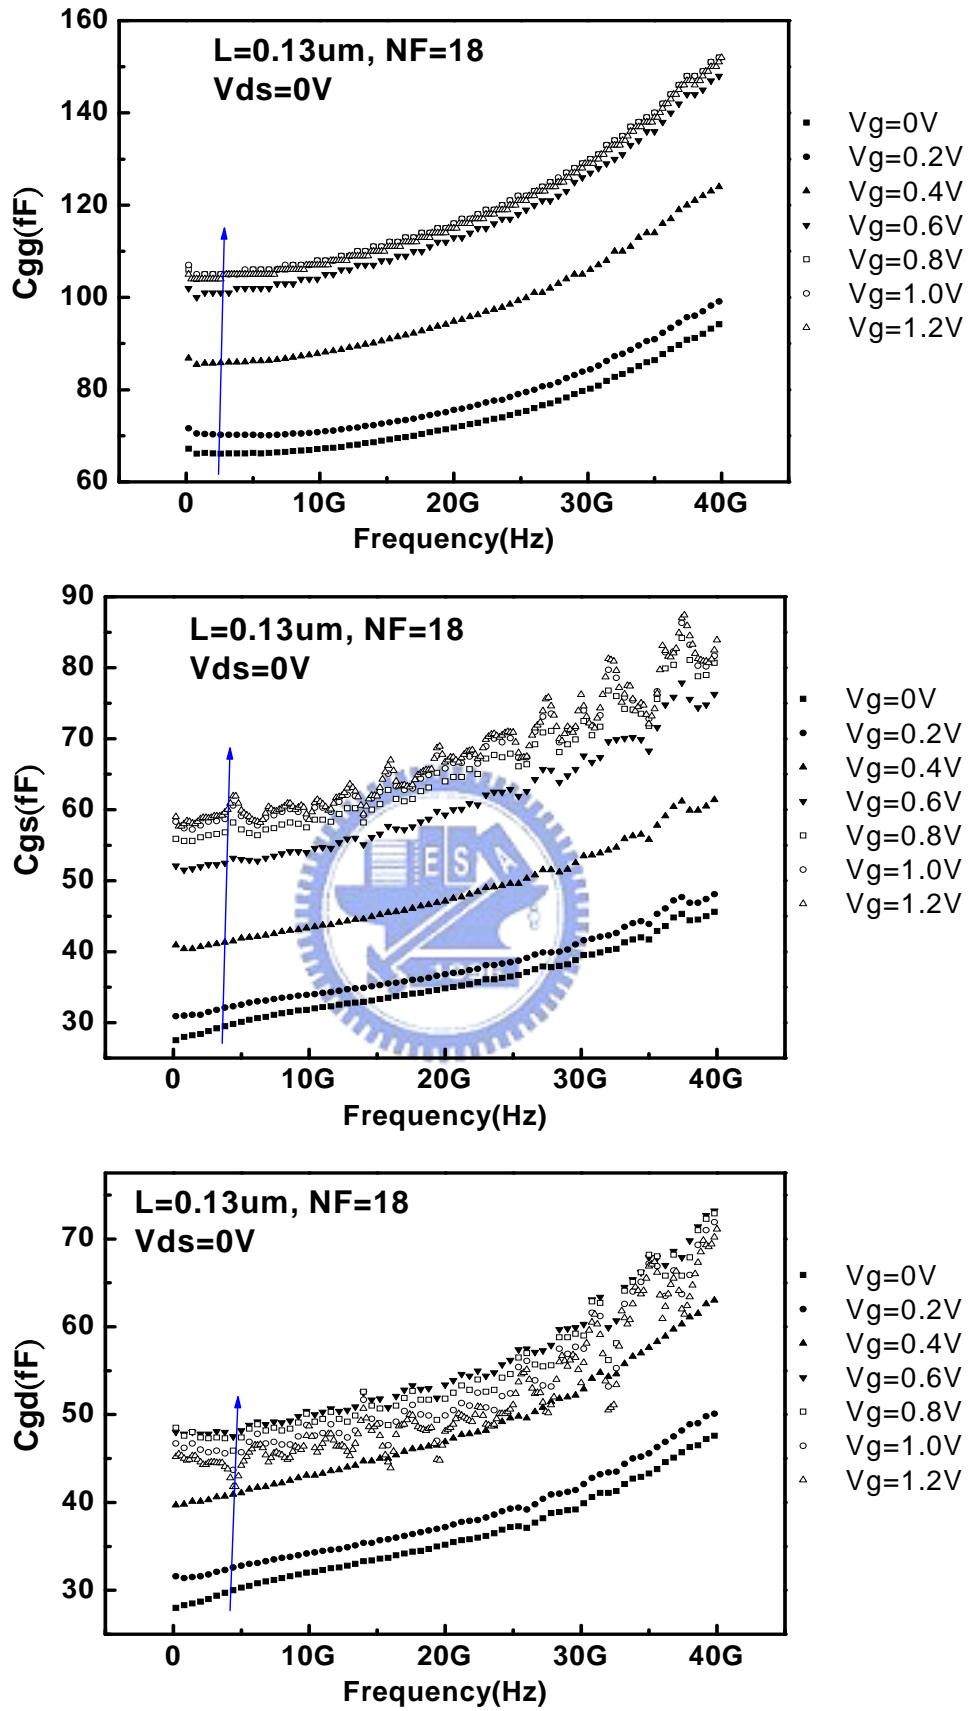 160
140
120
100
80
60
Cgg(fF)
L=0.13um, NF=18
Vds=0V
0 10G 20G 30G 40G
Frequency(Hz)
Vg=0V
Vg=0.2V
Vg=0.4V
Vg=0.6V
Vg=0.8V
Vg=1.0V
Vg=1.2V
90
80
70
60
50
40
30
Cgs(fF)
L=0.13um, NF=18
Vds=0V
E S A
0 10G 20G 30G 40G
Frequency(Hz)
Vg=0V
Vg=0.2V
Vg=0.4V
Vg=0.6V
Vg=0.8V
Vg=1.0V
Vg=1.2V
70
60
50
40
30
Cgd(fF)
L=0.13um, NF=18
Vds=0V
0 10G 20G 30G 40G
Frequency(Hz)
Vg=0V
Vg=0.2V
Vg=0.4V
Vg=0.6V
Vg=0.8V
Vg=1.0V
Vg=1.2V